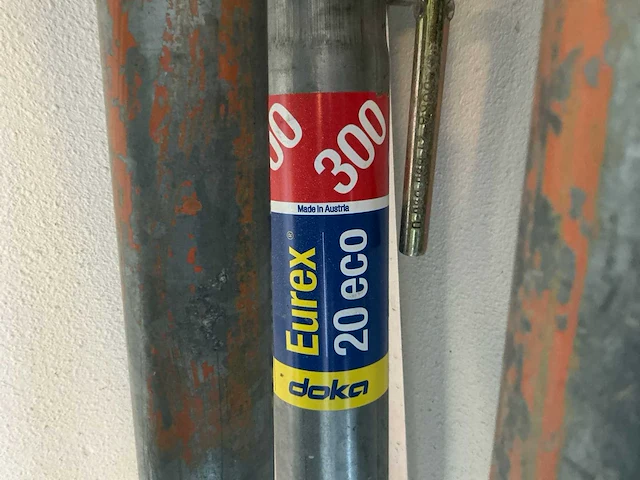 00
300
Made in Austria
Eurex®
20 eco
doka